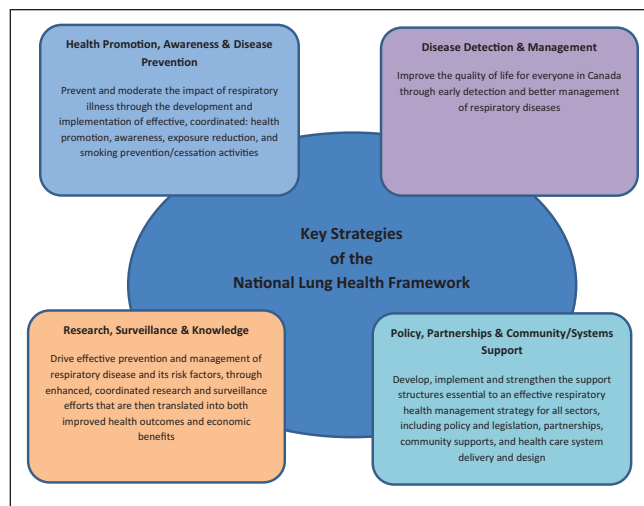 Health Promotion, Awareness & Disease
Prevention
Prevent and moderate the impact of respiratory
illness through the development and
implementation of effective, coordinated: health
promotion, awareness, exposure reduction, and
smoking prevention/cessation activities
Disease Detection & Management
Improve the quality of life for everyone in Canada
through early detection and better management
of respiratory diseases
Key Strategies
of the
National Lung Health Framework
Research, Surveillance & Knowledge
Drive effective prevention and management of
respiratory disease and its risk factors, through
enhanced, coordinated research and surveillance
efforts that are then translated into both
improved health outcomes and economic
benefits
Policy, Partnerships & Community/Systems
Support
Develop, implement and strengthen the support
structures essential to an effective respiratory
health management strategy for all sectors,
including policy and legislation, partnerships,
community supports, and health care system
delivery and design